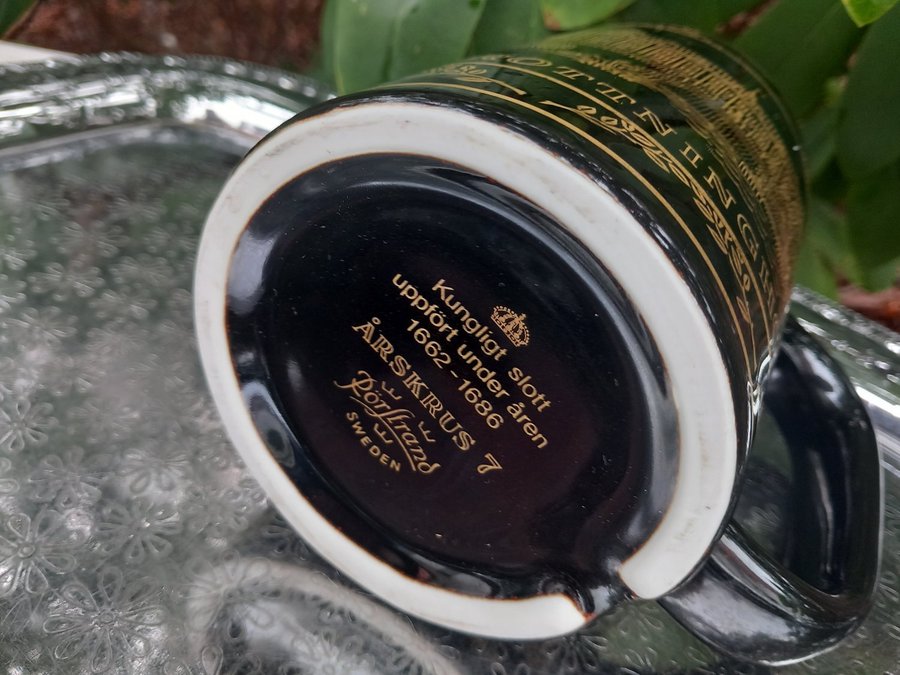 Kungligt slott
uppfört under åren
1662-1686
ÅRSKRUS 7
Rörstrand
SWEDEN